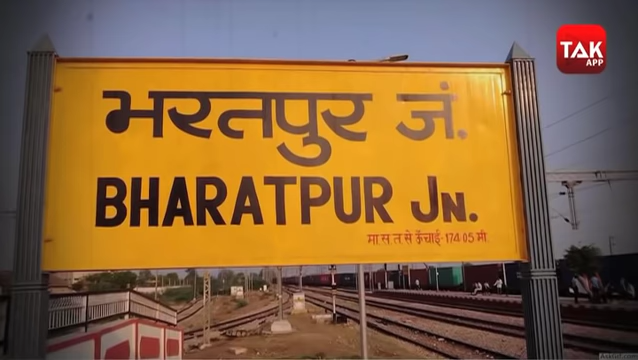 TAK
APP
भरतपुर जं.
BHARATPUR JN.
मा स. त. से ऊँचाई- 174.05 मी.